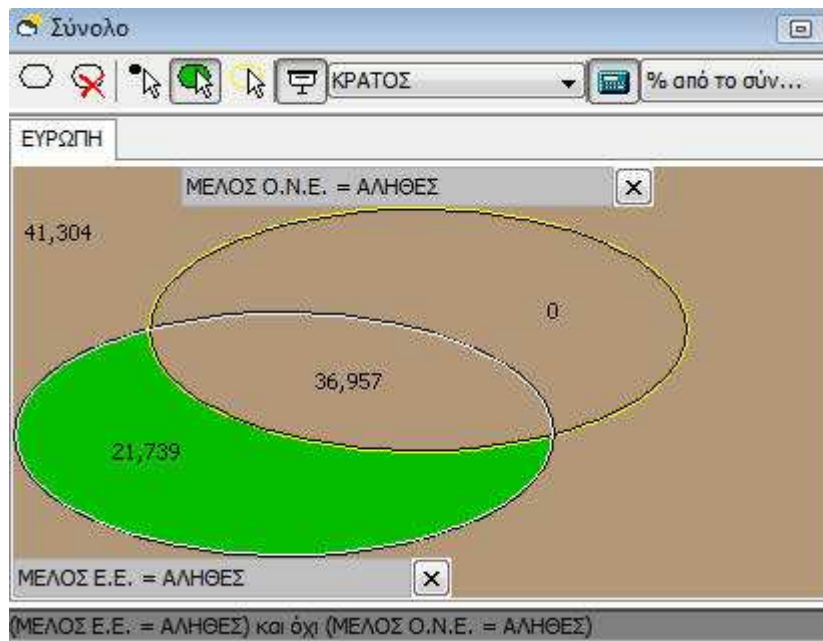 Σύνολο
ΚΡΑΤΟΣ
% από το σύν...
ΕΥΡΩΠΗ
ΜΕΛΟΣ Ο.Ν.Ε. = ΑΛΗΘΕΣ
41,304
0
36,957
21,739
ΜΕΛΟΣ Ε.Ε. = ΑΛΗΘΕΣ
(ΜΕΛΟΣ Ε.Ε. = ΑΛΗΘΕΣ) και όχι (ΜΕΛΟΣ Ο.Ν.Ε. = ΑΛΗΘΕΣ)